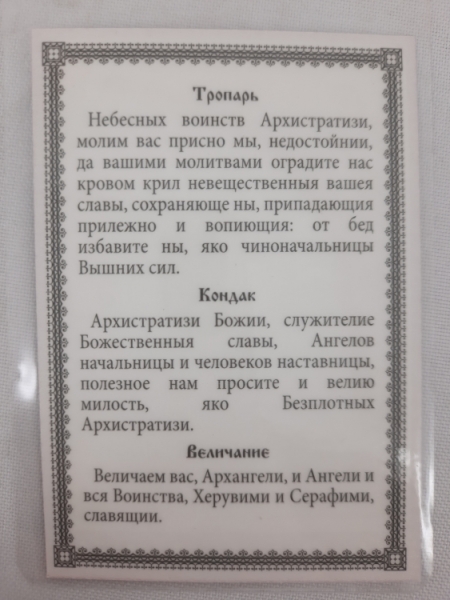 Тропарь
Небесных воинств Архистратизи,
молим вас присно мы, недостойнии,
да вашими молитвами оградите нас
кровом крил невещественныя вашея
славы, сохраняюще ны, припадающия
прилежно и вопиющия: от бед
избавите ны, яко чиноначальницы
Вышних сил.
Кондак
Архистратизи Божии, служителие
Божественныя славы, Ангелов
начальницы и человеков наставницы,
полезное нам просите и велию
милость, яко Безплотных
Архистратизи.
Величание
Величаем вас, Архангели, и Ангели и
вся Воинства, Херувими и Серафими,
славящии.